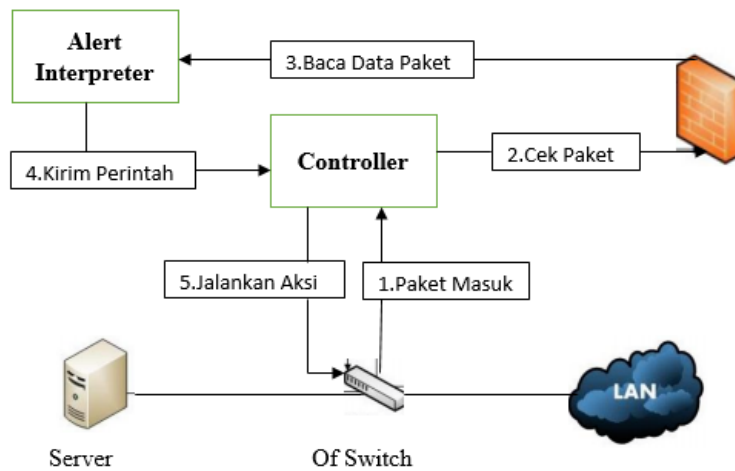 Alert
Interpreter
3.Baca Data Paket
4.Kirim Perintah
Controller
2.Cek Paket
5.Jalankan Aksi
1.Paket Masuk
LAN
Server
Of Switch